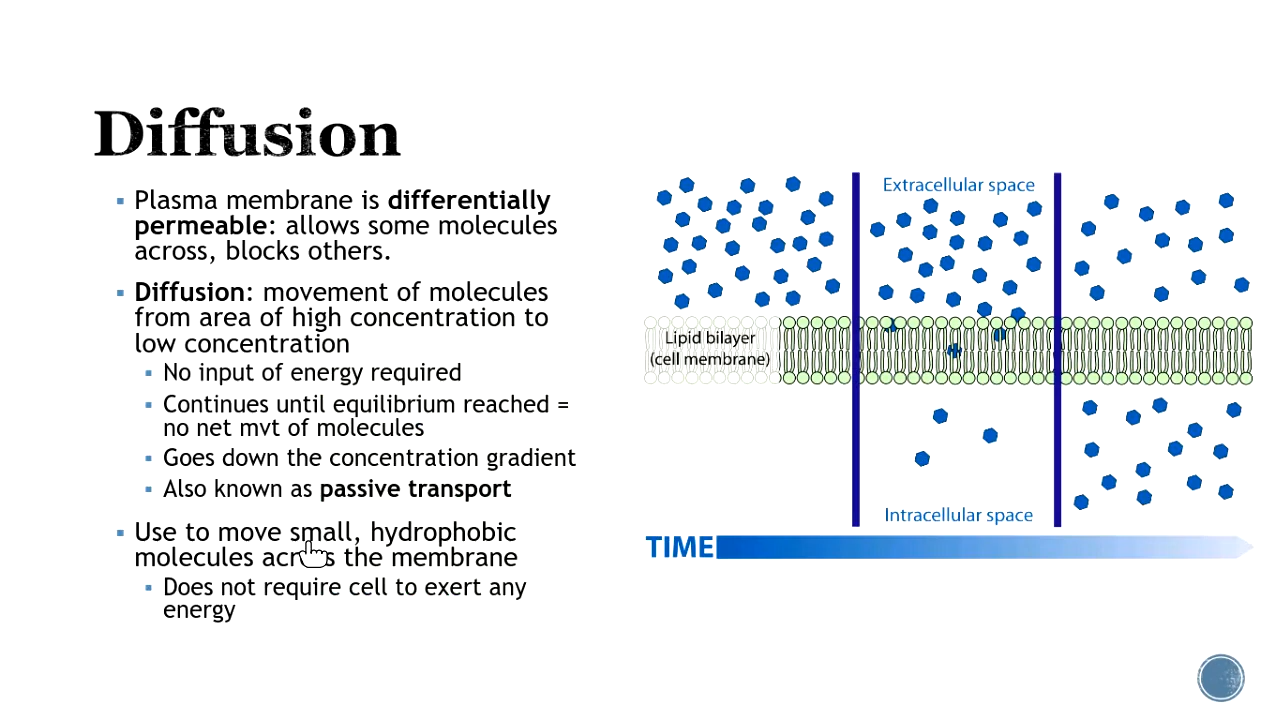 Diffusion
▪ Plasma membrane is differentially
permeable: allows some molecules
across, blocks others.
▪ Diffusion: movement of molecules
from area of high concentration to
low concentration
▪ No input of energy required
▪ Continues until equilibrium reached =
no net mvt of molecules
▪ Goes down the concentration gradient
▪ Also known as passive transport
▪ Use to move small, hydrophobic
molecules across the membrane
▪ Does not require cell to exert any
energy
Extracellular space
Lipid bilayer
(cell membrane)
Intracellular space
TIME